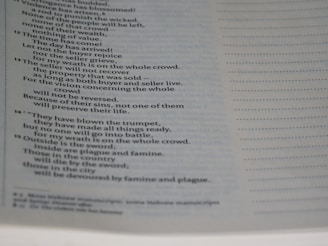 arrogance has blossomed!
Violence has arisen,
a rod to punish the wicked.
None of the people will be left,
none of that crowd
none of their wealth,
nothing of value.
12 The time has come!
The day has arrived!
Let not the buyer rejoice
nor the seller grieve,
for my wrath is on the whole crowd.
13 The seller will not recover
the property that was sold—
as long as both buyer and seller live.
For the vision concerning the whole
crowd
will not be reversed.
Because of their sins, not one of them
will preserve their life.
14 “They have blown the trumpet,
they have made all things ready,
but no one will go into battle,
for my wrath is on the whole crowd.
15 Outside is the sword;
inside are plague and famine.
Those in the country
will die by the sword;
those in the city
will be devoured by famine and plague.